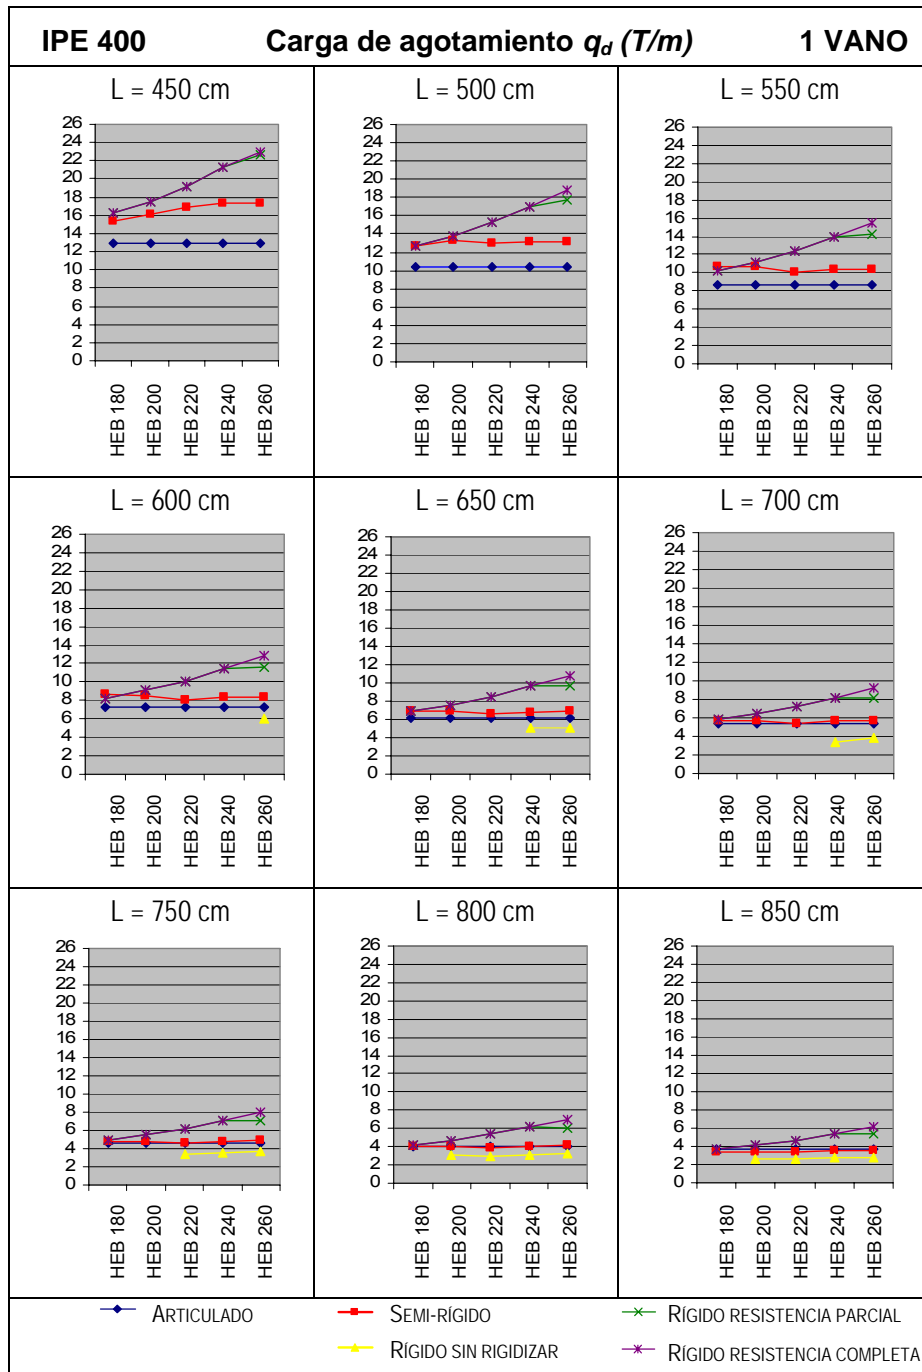 IPE 400 Carga de agotamiento qd (T/m) 1 VANO
L = 450 cm
26
24
22
20
18
16
14
12
10
8
6
4
2
0
HEB 180
HEB 200
HEB 220
HEB 240
HEB 260
L = 500 cm
26
24
22
20
18
16
14
12
10
8
6
4
2
0
HEB 180
HEB 200
HEB 220
HEB 240
HEB 260
L = 550 cm
26
24
22
20
18
16
14
12
10
8
6
4
2
0
HEB 180
HEB 200
HEB 220
HEB 240
HEB 260
L = 600 cm
26
24
22
20
18
16
14
12
10
8
6
4
2
0
HEB 180
HEB 200
HEB 220
HEB 240
HEB 260
L = 650 cm
26
24
22
20
18
16
14
12
10
8
6
4
2
0
HEB 180
HEB 200
HEB 220
HEB 240
HEB 260
L = 700 cm
26
24
22
20
18
16
14
12
10
8
6
4
2
0
HEB 180
HEB 200
HEB 220
HEB 240
HEB 260
L = 750 cm
26
24
22
20
18
16
14
12
10
8
6
4
2
0
HEB 180
HEB 200
HEB 220
HEB 240
HEB 260
L = 800 cm
26
24
22
20
18
16
14
12
10
8
6
4
2
0
HEB 180
HEB 200
HEB 220
HEB 240
HEB 260
L = 850 cm
26
24
22
20
18
16
14
12
10
8
6
4
2
0
HEB 180
HEB 200
HEB 220
HEB 240
HEB 260
ARTICULADO
SEMI-RÍGIDO
RÍGIDO RESISTENCIA PARCIAL
RÍGIDO SIN RIGIDIZAR
RÍGIDO RESISTENCIA COMPLETA